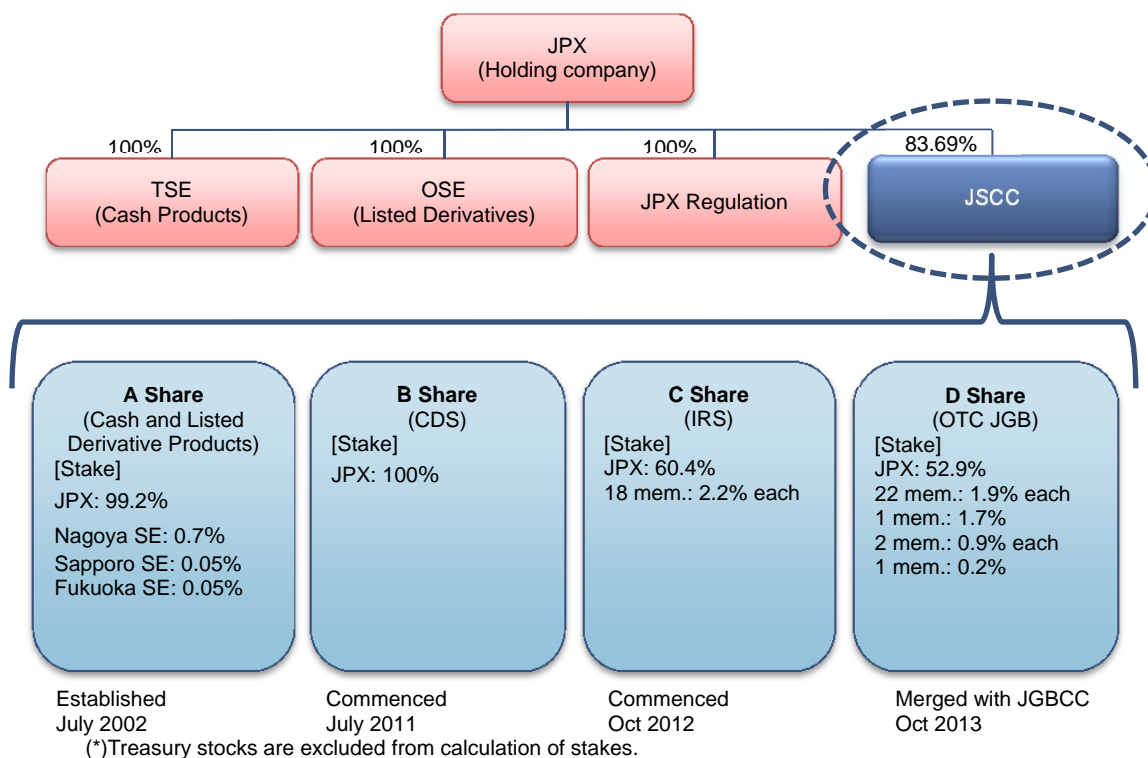 JPX
(Holding company)
100%
100%
100%
83.69%
TSE
(Cash Products)
OSE
(Listed Derivatives)
JPX Regulation
JSCC
A Share
(Cash and Listed
Derivative Products)
[Stake]
JPX: 99.2%
Nagoya SE: 0.7%
Sapporo SE: 0.05%
Fukuoka SE: 0.05%
B Share
(CDS)
[Stake]
JPX: 100%
C Share
(IRS)
[Stake]
JPX: 60.4%
18 mem.: 2.2% each
D Share
(OTC JGB)
[Stake]
JPX: 52.9%
22 mem.: 1.9% each
1 mem.: 1.7%
2 mem.: 0.9% each
1 mem.: 0.2%
Established
July 2002
Commenced
July 2011
Commenced
Oct 2012
Merged with JGBCC
Oct 2013
(*)Treasury stocks are excluded from calculation of stakes.